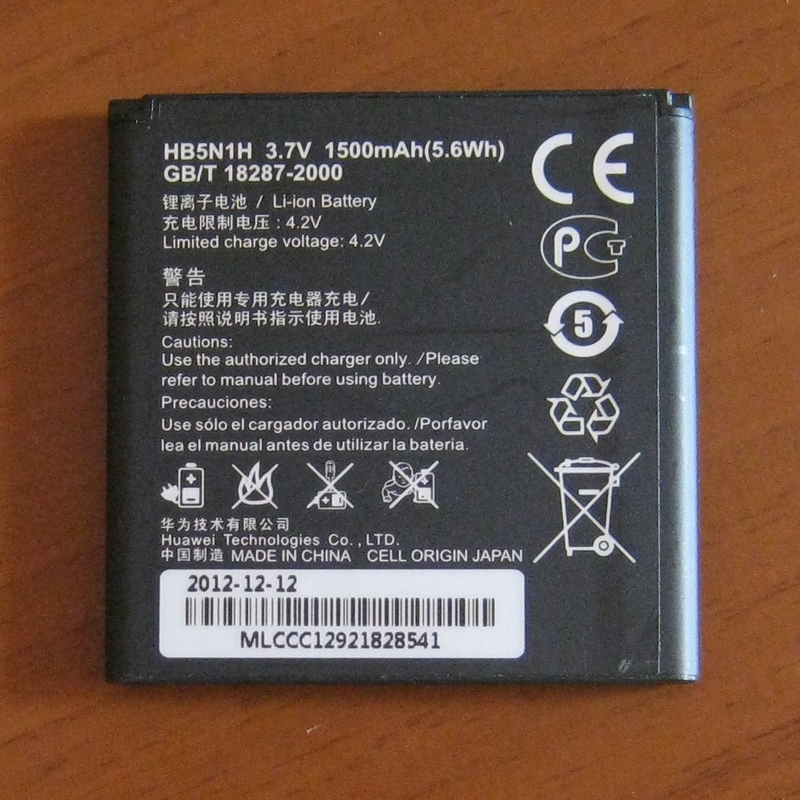 HB5N1H 3.7V 1500mAh(5.6Wh)
GB/T 18287-2000
锂离子电池 / Li-ion Battery
充电限制电压 : 4.2V
Limited charge voltage: 4.2V
警告
只能使用专用充电器充电/
请按照说明书指示使用电池.
Cautions:
Use the authorized charger only. /Please
refer to manual before using battery.
Precauciones:
Use sólo el cargador autorizado. /Porfavor
lea el manual antes de utilizar la bateria.
华为技术有限公司
Huawei Technologies Co., LTD.
中国制造 MADE IN CHINA CELL ORIGIN JAPAN
2012-12-12
MLCCC12921828541
CE
PCT
5